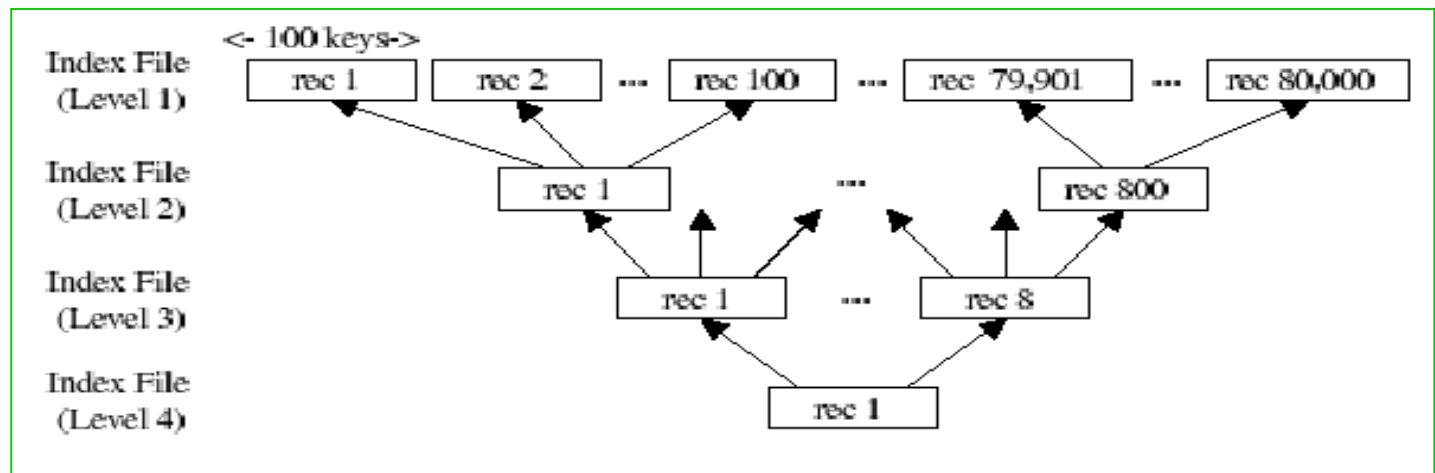 <- 100 keys->
Index File
(Level 1)
rec 1 rec 2 ... rec 100 ... rec 79,901 ... rec 80,000
Index File
(Level 2)
rec 1 ... rec 800
Index File
(Level 3)
rec 1 ... rec 8
Index File
(Level 4)
rec 1